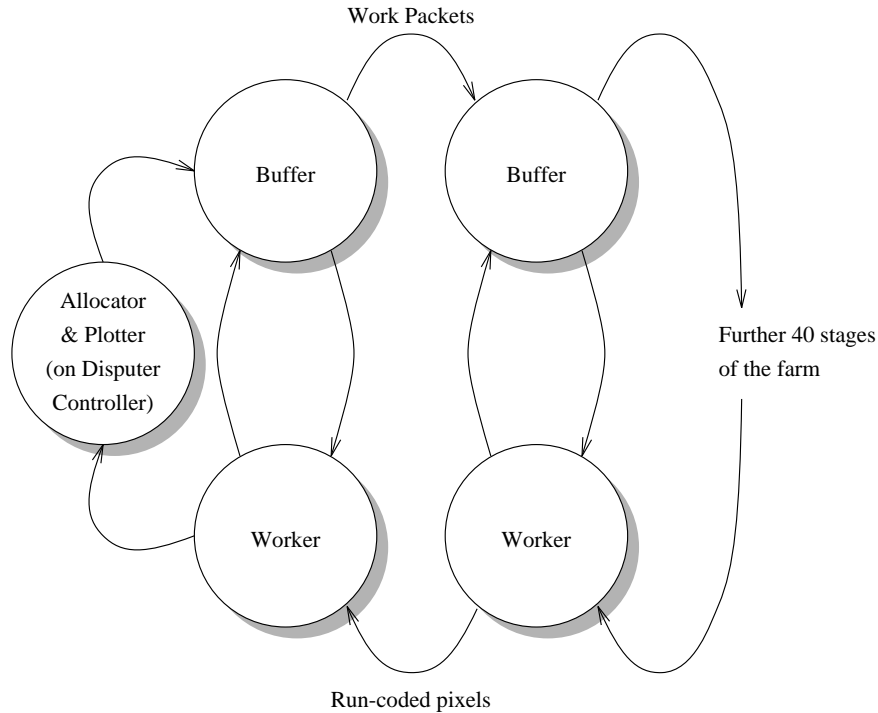 Work Packets
Buffer
Buffer
Allocator
& Plotter
(on Disputer
Controller)
Further 40 stages
of the farm
Worker
Worker
Run-coded pixels